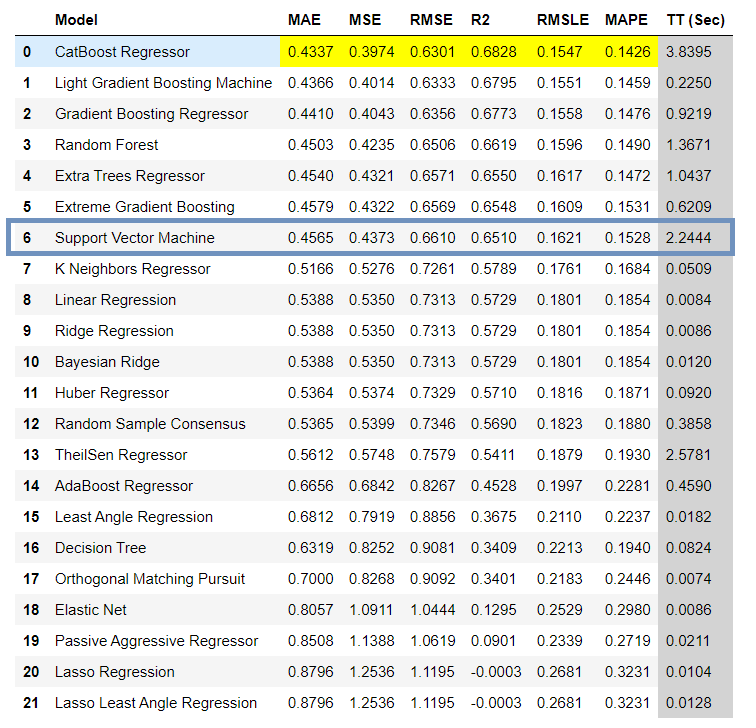 Model MAE MSE RMSE R2 RMSLE MAPE TT (Sec)
0 CatBoost Regressor 0.4337 0.3974 0.6301 0.6828 0.1547 0.1426 3.8395
1 Light Gradient Boosting Machine 0.4366 0.4014 0.6333 0.6795 0.1551 0.1459 0.2250
2 Gradient Boosting Regressor 0.4410 0.4043 0.6356 0.6773 0.1558 0.1476 0.9219
3 Random Forest 0.4503 0.4235 0.6506 0.6619 0.1596 0.1490 1.3671
4 Extra Trees Regressor 0.4540 0.4321 0.6571 0.6550 0.1617 0.1472 1.0437
5 Extreme Gradient Boosting 0.4579 0.4322 0.6569 0.6548 0.1609 0.1531 0.6209
6 Support Vector Machine 0.4565 0.4373 0.6610 0.6510 0.1621 0.1528 2.2444
7 K Neighbors Regressor 0.5166 0.5276 0.7261 0.5789 0.1761 0.1684 0.0509
8 Linear Regression 0.5388 0.5350 0.7313 0.5729 0.1801 0.1854 0.0084
9 Ridge Regression 0.5388 0.5350 0.7313 0.5729 0.1801 0.1854 0.0086
10 Bayesian Ridge 0.5388 0.5350 0.7313 0.5729 0.1801 0.1854 0.0120
11 Huber Regressor 0.5364 0.5374 0.7329 0.5710 0.1816 0.1871 0.0920
12 Random Sample Consensus 0.5365 0.5399 0.7346 0.5690 0.1823 0.1880 0.3858
13 TheilSen Regressor 0.5612 0.5748 0.7579 0.5411 0.1879 0.1930 2.5781
14 AdaBoost Regressor 0.6656 0.6842 0.8267 0.4528 0.1997 0.2281 0.4590
15 Least Angle Regression 0.6812 0.7919 0.8856 0.3675 0.2110 0.2237 0.0182
16 Decision Tree 0.6319 0.8252 0.9081 0.3409 0.2213 0.1940 0.0824
17 Orthogonal Matching Pursuit 0.7000 0.8268 0.9092 0.3401 0.2183 0.2446 0.0074
18 Elastic Net 0.8057 1.0911 1.0444 0.1295 0.2529 0.2980 0.0086
19 Passive Aggressive Regressor 0.8508 1.1388 1.0619 0.0901 0.2339 0.2719 0.0211
20 Lasso Regression 0.8796 1.2536 1.1195 -0.0003 0.2681 0.3231 0.0104
21 Lasso Least Angle Regression 0.8796 1.2536 1.1195 -0.0003 0.2681 0.3231 0.0128